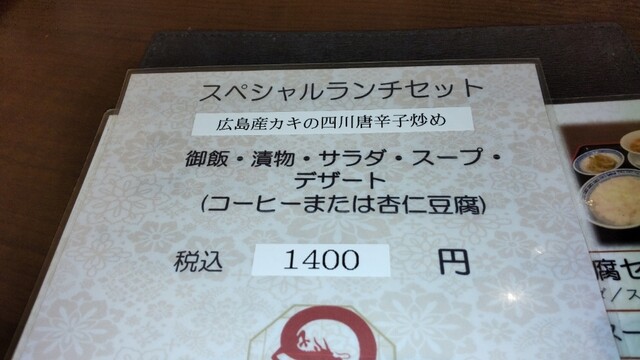 スペシャルランチセット
広島産カキの四川唐辛子炒め
御飯・漬物・サラダ・スープ・
デザート
(コーヒーまたは杏仁豆腐)
税込 1400 円
腐セ